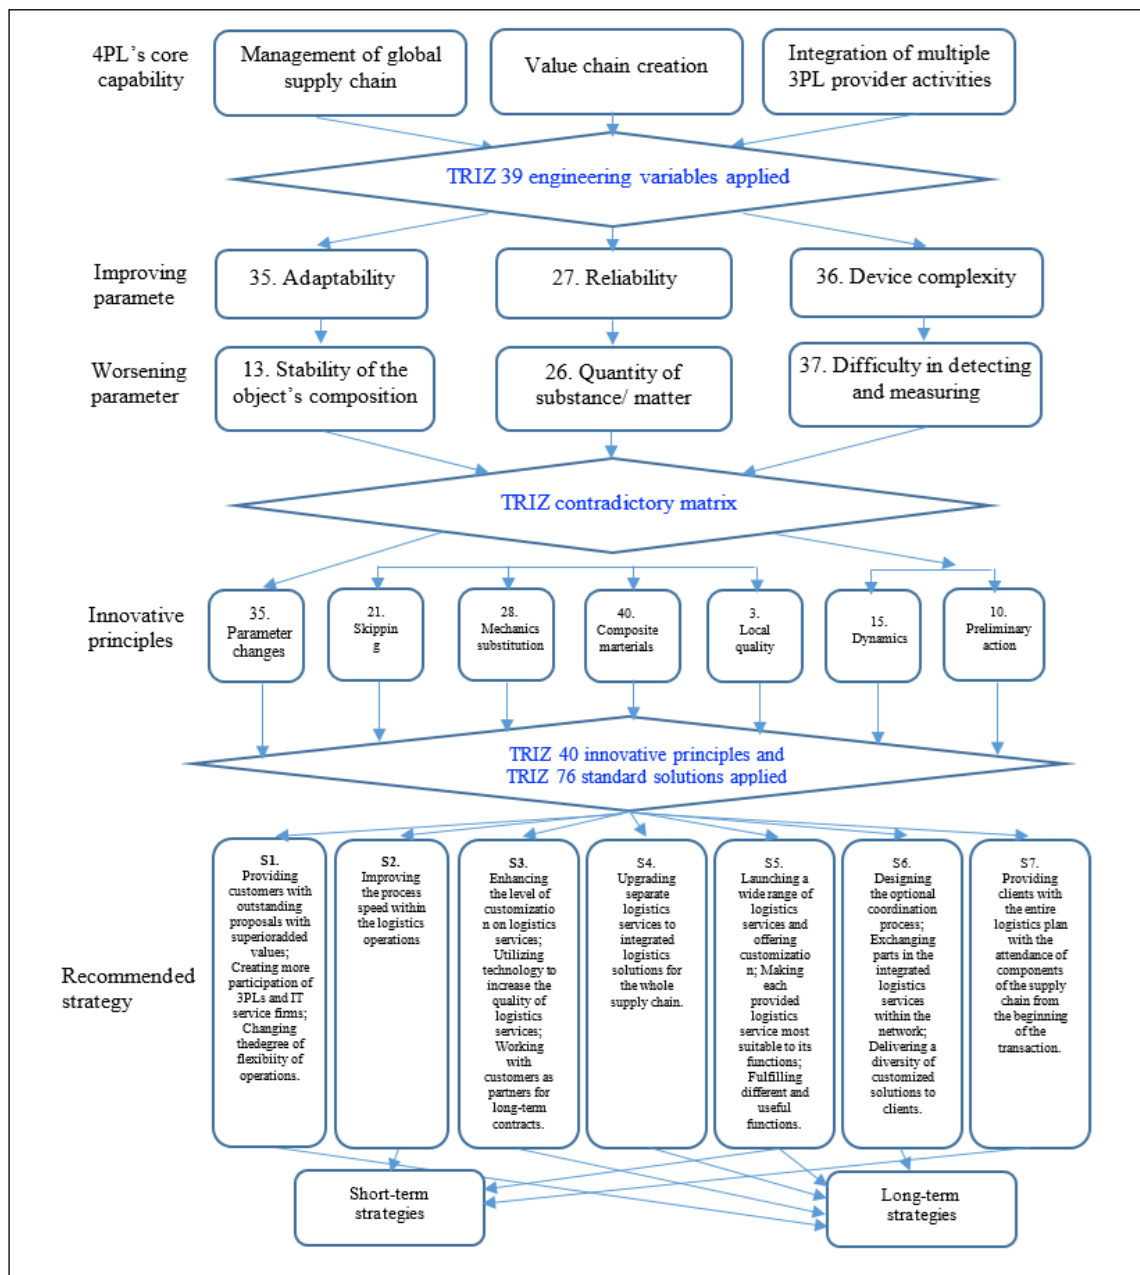 4PL's core
capability
Management of global
supply chain
Value chain creation
Integration of multiple
3PL provider activities
TRIZ 39 engineering variables applied
Improving
paramete
35. Adaptability
27. Reliability
36. Device complexity
Worsening
parameter
13. Stability of the
object's composition
26. Quantity of
substance/ matter
37. Difficulty in detecting
and measuring
TRIZ contradictory matrix
Innovative
principles
35.
Parameter
changes
21.
Skippin
g
28.
Mechanics
substitution
40.
Composite
marterials
3.
Local
quality
15.
Dynamics
10.
Preliminary
action
TRIZ 40 innovative principles and
TRIZ 76 standard solutions applied
Recommended
strategy
S1.
Providing
customers with
outstanding
proposals with
superioradded
values;
Creating more
participation of
3PLs and IT
service firms;
Changing
thedegree of
flexibiity of
operations.
S2.
Improving
the process
speed within
the logistics
operations
S3.
Enhancing
the level of
customizatio
n on logistics
services;
Utilizing
technology to
increase the
quality of
logistics
services;
Working
with
customers as
partners for
long-term
contracts.
S4.
Upgrading
separate
logistics
services to
integrated
logistics
solutions for
the whole
supply chain.
S5.
Launching a
wide range of
logistics
services and
offering
customizatio
n; Making
each
provided
logistics
service most
suitable to its
functions;
Fulfilling
different and
useful
functions.
S6.
Designing
the optional
coordination
process;
Exchanging
parts in the
integrated
logistics
services
within the
network;
Delivering a
diversity of
customized
solutions to
clients.
S7.
Providing
clients with
the entire
logistics plan
with the
attendance of
components
of the supply
chain from
the beginning
of the
transaction.
Short-term
strategies
Long-term
strategies